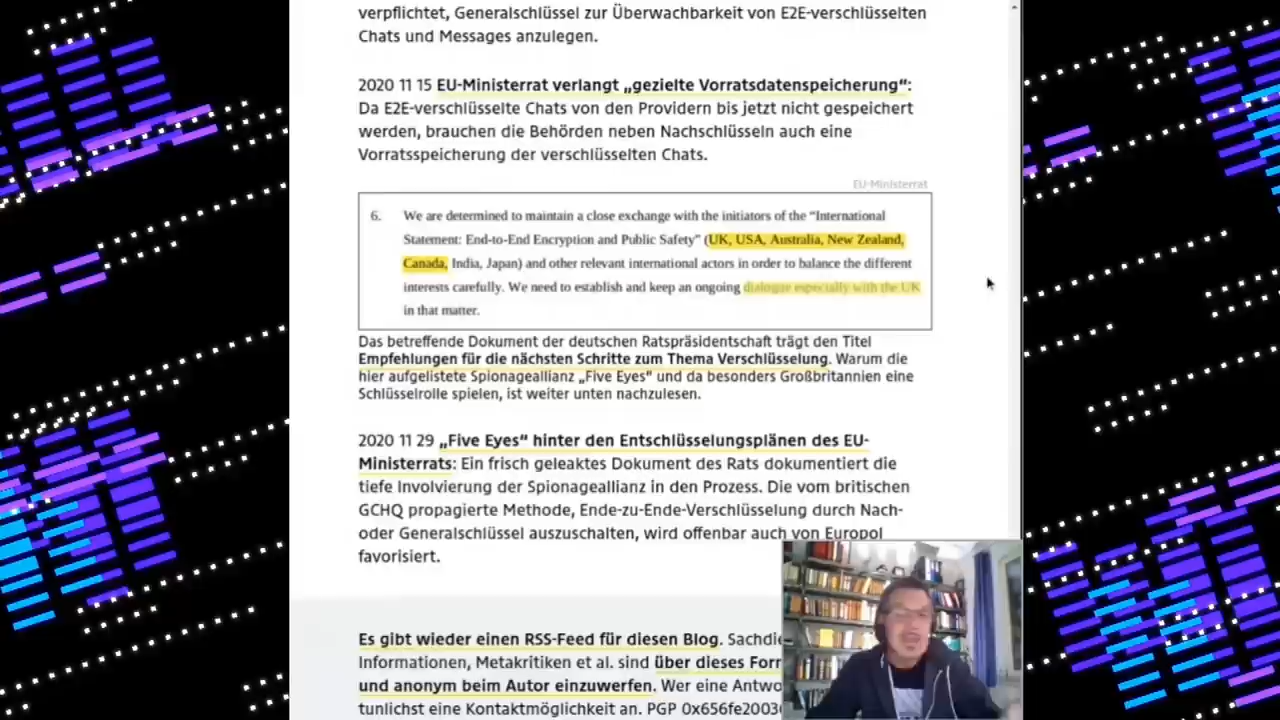 verpflichtet, Generalschlüssel zur Überwachbarkeit von E2E-verschlüsselten
Chats und Messages anzulegen.
2020 11 15 EU-Ministerrat verlangt „gezielte Vorratsdatenspeicherung“:
Da E2E-verschlüsselte Chats von den Providern bis jetzt nicht gespeichert
werden, brauchen die Behörden neben Nachschlüsseln auch eine
Vorratsspeicherung der verschlüsselten Chats.
EU-Ministerrat
6. We are determined to maintain a close exchange with the initiators of the “International
Statement: End-to-End Encryption and Public Safety” (UK, USA, Australia, New Zealand,
Canada, India, Japan) and other relevant international actors in order to balance the different
interests carefully. We need to establish and keep an ongoing dialogue especially with the UK
in that matter.
Das betreffende Dokument der deutschen Ratspräsidentschaft trägt den Titel
Empfehlungen für die nächsten Schritte zum Thema Verschlüsselung. Warum die
hier aufgelistete Spionageallianz „Five Eyes“ und da besonders Großbritannien eine
Schlüsselrolle spielen, ist weiter unten nachzulesen.
2020 11 29 „Five Eyes“ hinter den Entschlüsselungsplänen des EU-
Ministerrats: Ein frisch geleaktes Dokument des Rats dokumentiert die
tiefe Involvierung der Spionageallianz in den Prozess. Die vom britischen
GCHQ propagierte Methode, Ende-zu-Ende-Verschlüsselung durch Nach-
oder Generalschlüssel auszuschalten, wird offenbar auch von Europol
favorisiert.
Es gibt wieder einen RSS-Feed für diesen Blog. Sachdi
Informationen, Metakritiken et al. sind über dieses For
und anonym beim Autor einzuwerfen. Wer eine Antwo
tunlichst eine Kontaktmöglichkeit an. PGP 0x656fe2003